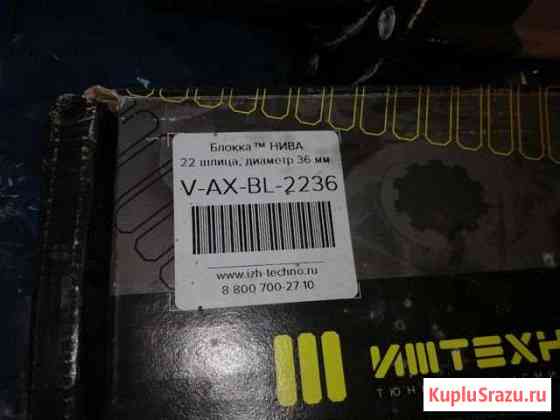 Блокка™ НИВА
22 шлица, диаметр 36 мм
V-AX-BL-2236
www.izh-techno.ru
8 800 700-27 10
ИЖТЕХН
KupluSrazu.ru